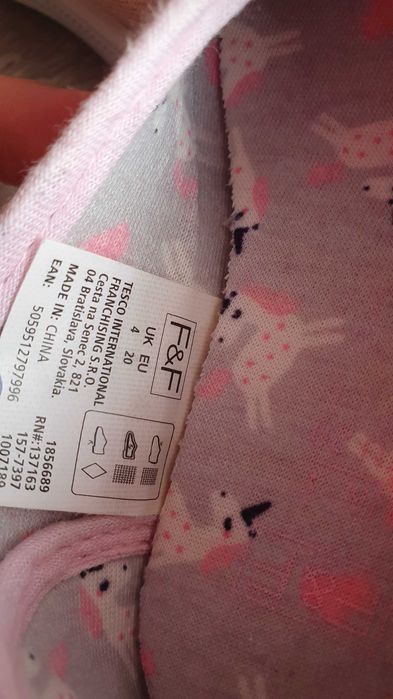 F&F
UK EU
4 20
TESCO INTERNATIONAL
FRANCHISING S.R.O.
Cesta na Senec 2, 821
04 Bratislava, Slovakia.
MADE IN: CHINA
EAN:
5059512797996
1856689
RN#:137163
157-7397
1007189